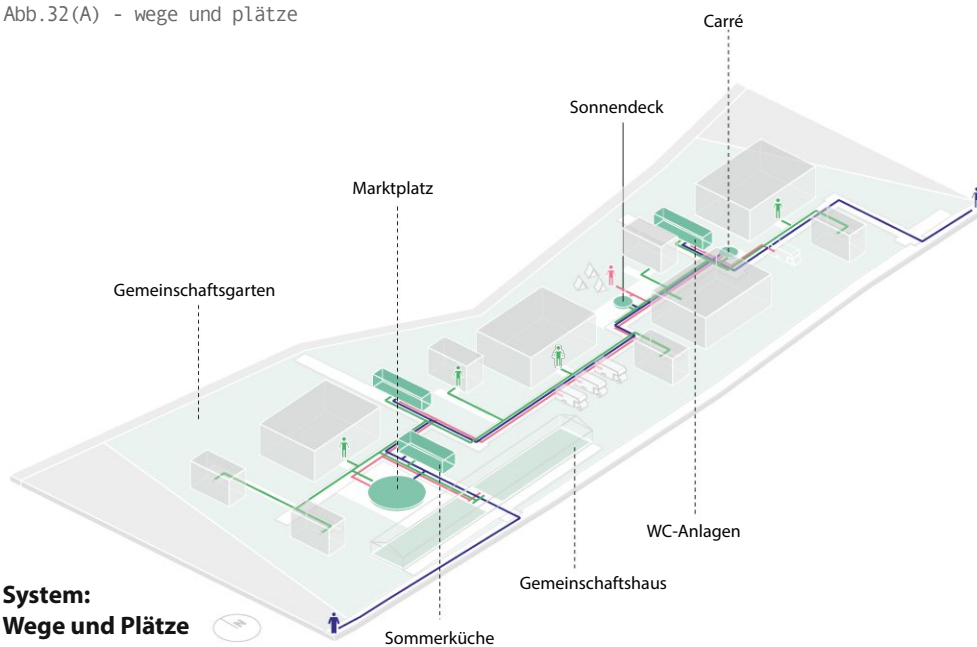 Abb.32(A) - wege und plätze
Carré
Sonnendeck
Marktplatz
Gemeinschaftsgarten
WC-Anlagen
Gemeinschaftshaus
Sommerküche
System:
Wege und Plätze
N